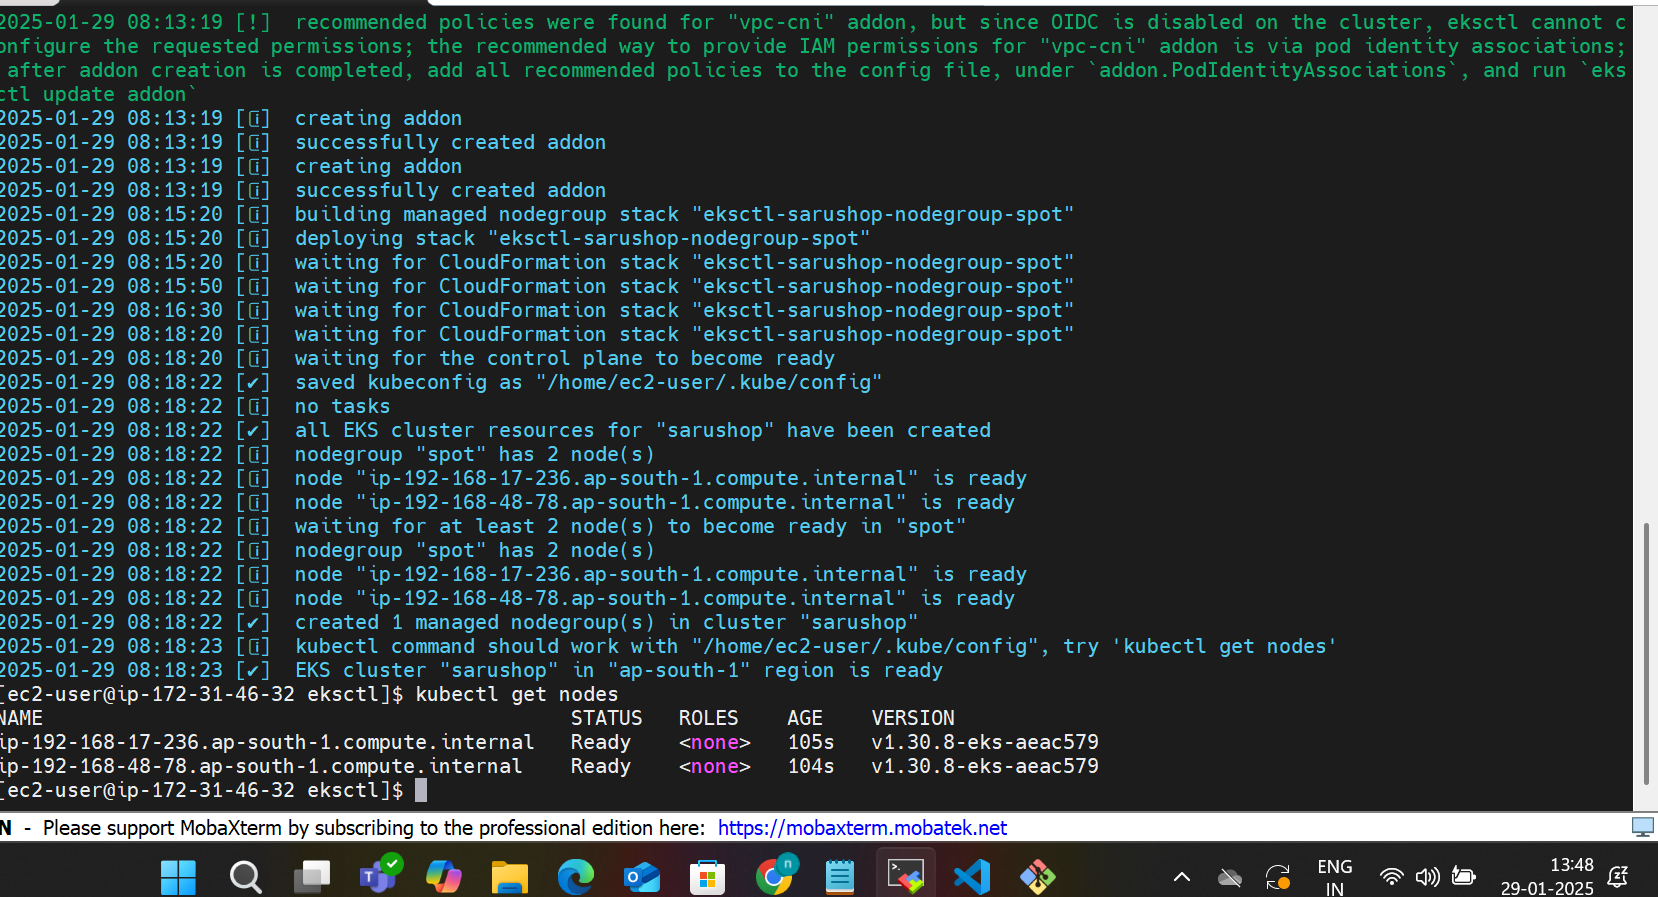 2025-01-29 08:13:19 [!]  recommended policies were found for "vpc-cni" addon, but since OIDC is disabled on the cluster, eksctl cannot c
onfigure the requested permissions; the recommended way to provide IAM permissions for "vpc-cni" addon is via pod identity associations;
after addon creation is completed, add all recommended policies to the config file, under `addon.PodIdentityAssociations`, and run `eks
ctl update addon`
2025-01-29 08:13:19 [i]  creating addon
2025-01-29 08:13:19 [i]  successfully created addon
2025-01-29 08:13:19 [i]  creating addon
2025-01-29 08:13:19 [i]  successfully created addon
2025-01-29 08:15:20 [i]  building managed nodegroup stack "eksctl-sarushop-nodegroup-spot"
2025-01-29 08:15:20 [i]  deploying stack "eksctl-sarushop-nodegroup-spot"
2025-01-29 08:15:20 [i]  waiting for CloudFormation stack "eksctl-sarushop-nodegroup-spot"
2025-01-29 08:15:50 [i]  waiting for CloudFormation stack "eksctl-sarushop-nodegroup-spot"
2025-01-29 08:16:30 [i]  waiting for CloudFormation stack "eksctl-sarushop-nodegroup-spot"
2025-01-29 08:18:20 [i]  waiting for CloudFormation stack "eksctl-sarushop-nodegroup-spot"
2025-01-29 08:18:20 [i]  waiting for the control plane to become ready
2025-01-29 08:18:22 [✔]  saved kubeconfig as "/home/ec2-user/.kube/config"
2025-01-29 08:18:22 [i]  no tasks
2025-01-29 08:18:22 [✔]  all EKS cluster resources for "sarushop" have been created
2025-01-29 08:18:22 [i]  nodegroup "spot" has 2 node(s)
2025-01-29 08:18:22 [i]  node "ip-192-168-17-236.ap-south-1.compute.internal" is ready
2025-01-29 08:18:22 [i]  node "ip-192-168-48-78.ap-south-1.compute.internal" is ready
2025-01-29 08:18:22 [i]  waiting for at least 2 node(s) to become ready in "spot"
2025-01-29 08:18:22 [i]  nodegroup "spot" has 2 node(s)
2025-01-29 08:18:22 [i]  node "ip-192-168-17-236.ap-south-1.compute.internal" is ready
2025-01-29 08:18:22 [i]  node "ip-192-168-48-78.ap-south-1.compute.internal" is ready
2025-01-29 08:18:22 [✔]  created 1 managed nodegroup(s) in cluster "sarushop"
2025-01-29 08:18:23 [i]  kubectl command should work with "/home/ec2-user/.kube/config", try 'kubectl get nodes'
2025-01-29 08:18:23 [✔]  EKS cluster "sarushop" in "ap-south-1" region is ready
[ec2-user@ip-172-31-46-32 eksctl]$ kubectl get nodes
NAME                                            STATUS   ROLES    AGE    VERSION
ip-192-168-17-236.ap-south-1.compute.internal   Ready    <none>   105s   v1.30.8-eks-aeac579
ip-192-168-48-78.ap-south-1.compute.internal    Ready    <none>   104s   v1.30.8-eks-aeac579
[ec2-user@ip-172-31-46-32 eksctl]$
N - Please support MobaXterm by subscribing to the professional edition here: https://mobaxterm.mobatek.net
ENG
IN
13:48
29-01-2025